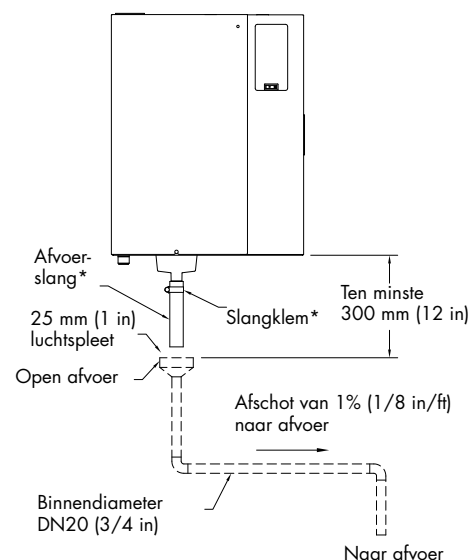 Afvoer-
slang*
Slangklem*
Ten minste
300 mm (12 in)
25 mm (1 in)
luchtspleet
Open afvoer
Afschot van 1% (1/8 in/ft)
naar afvoer
Binnendiameter
DN20 (3/4 in)
Naar afvoer